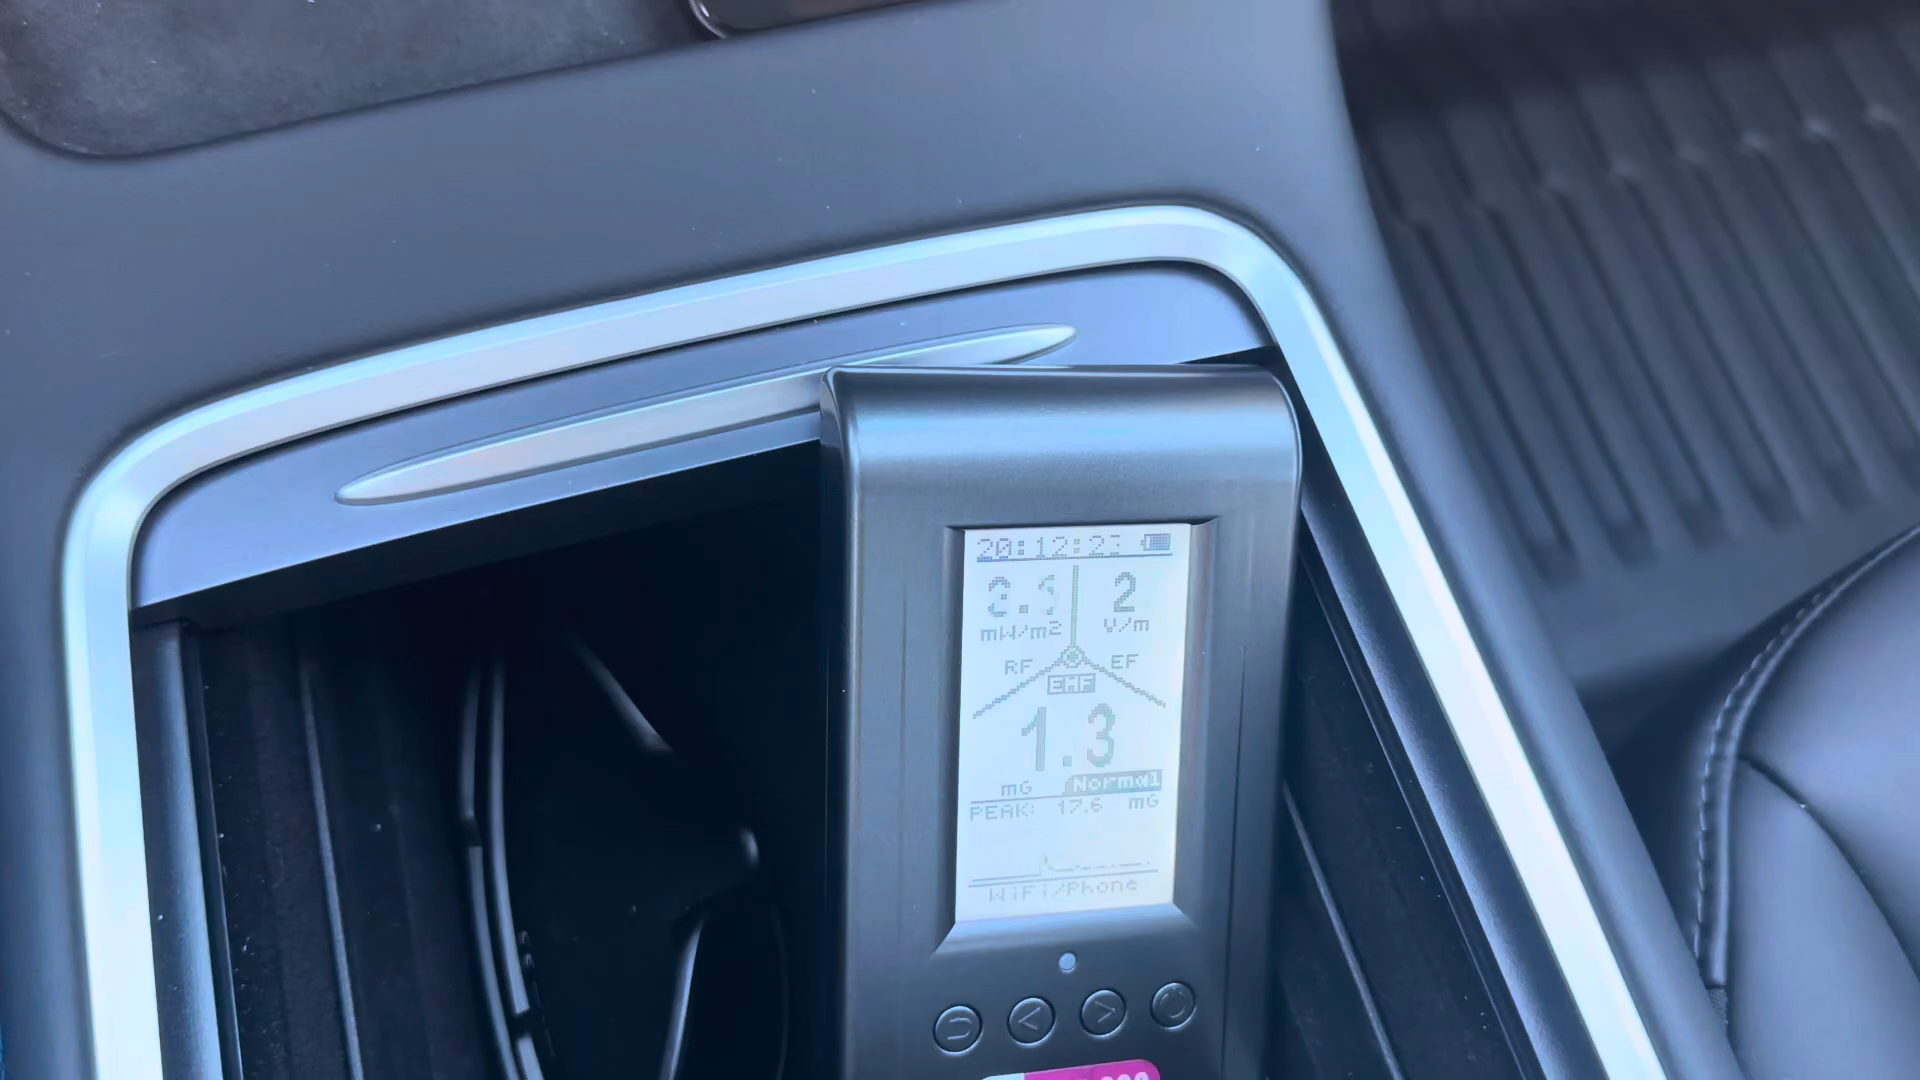 2 
mW/m2 V/m
RF EF
EMF
1.3
mG Normal
PEAK: 17.6 mG
WiFi/Phone